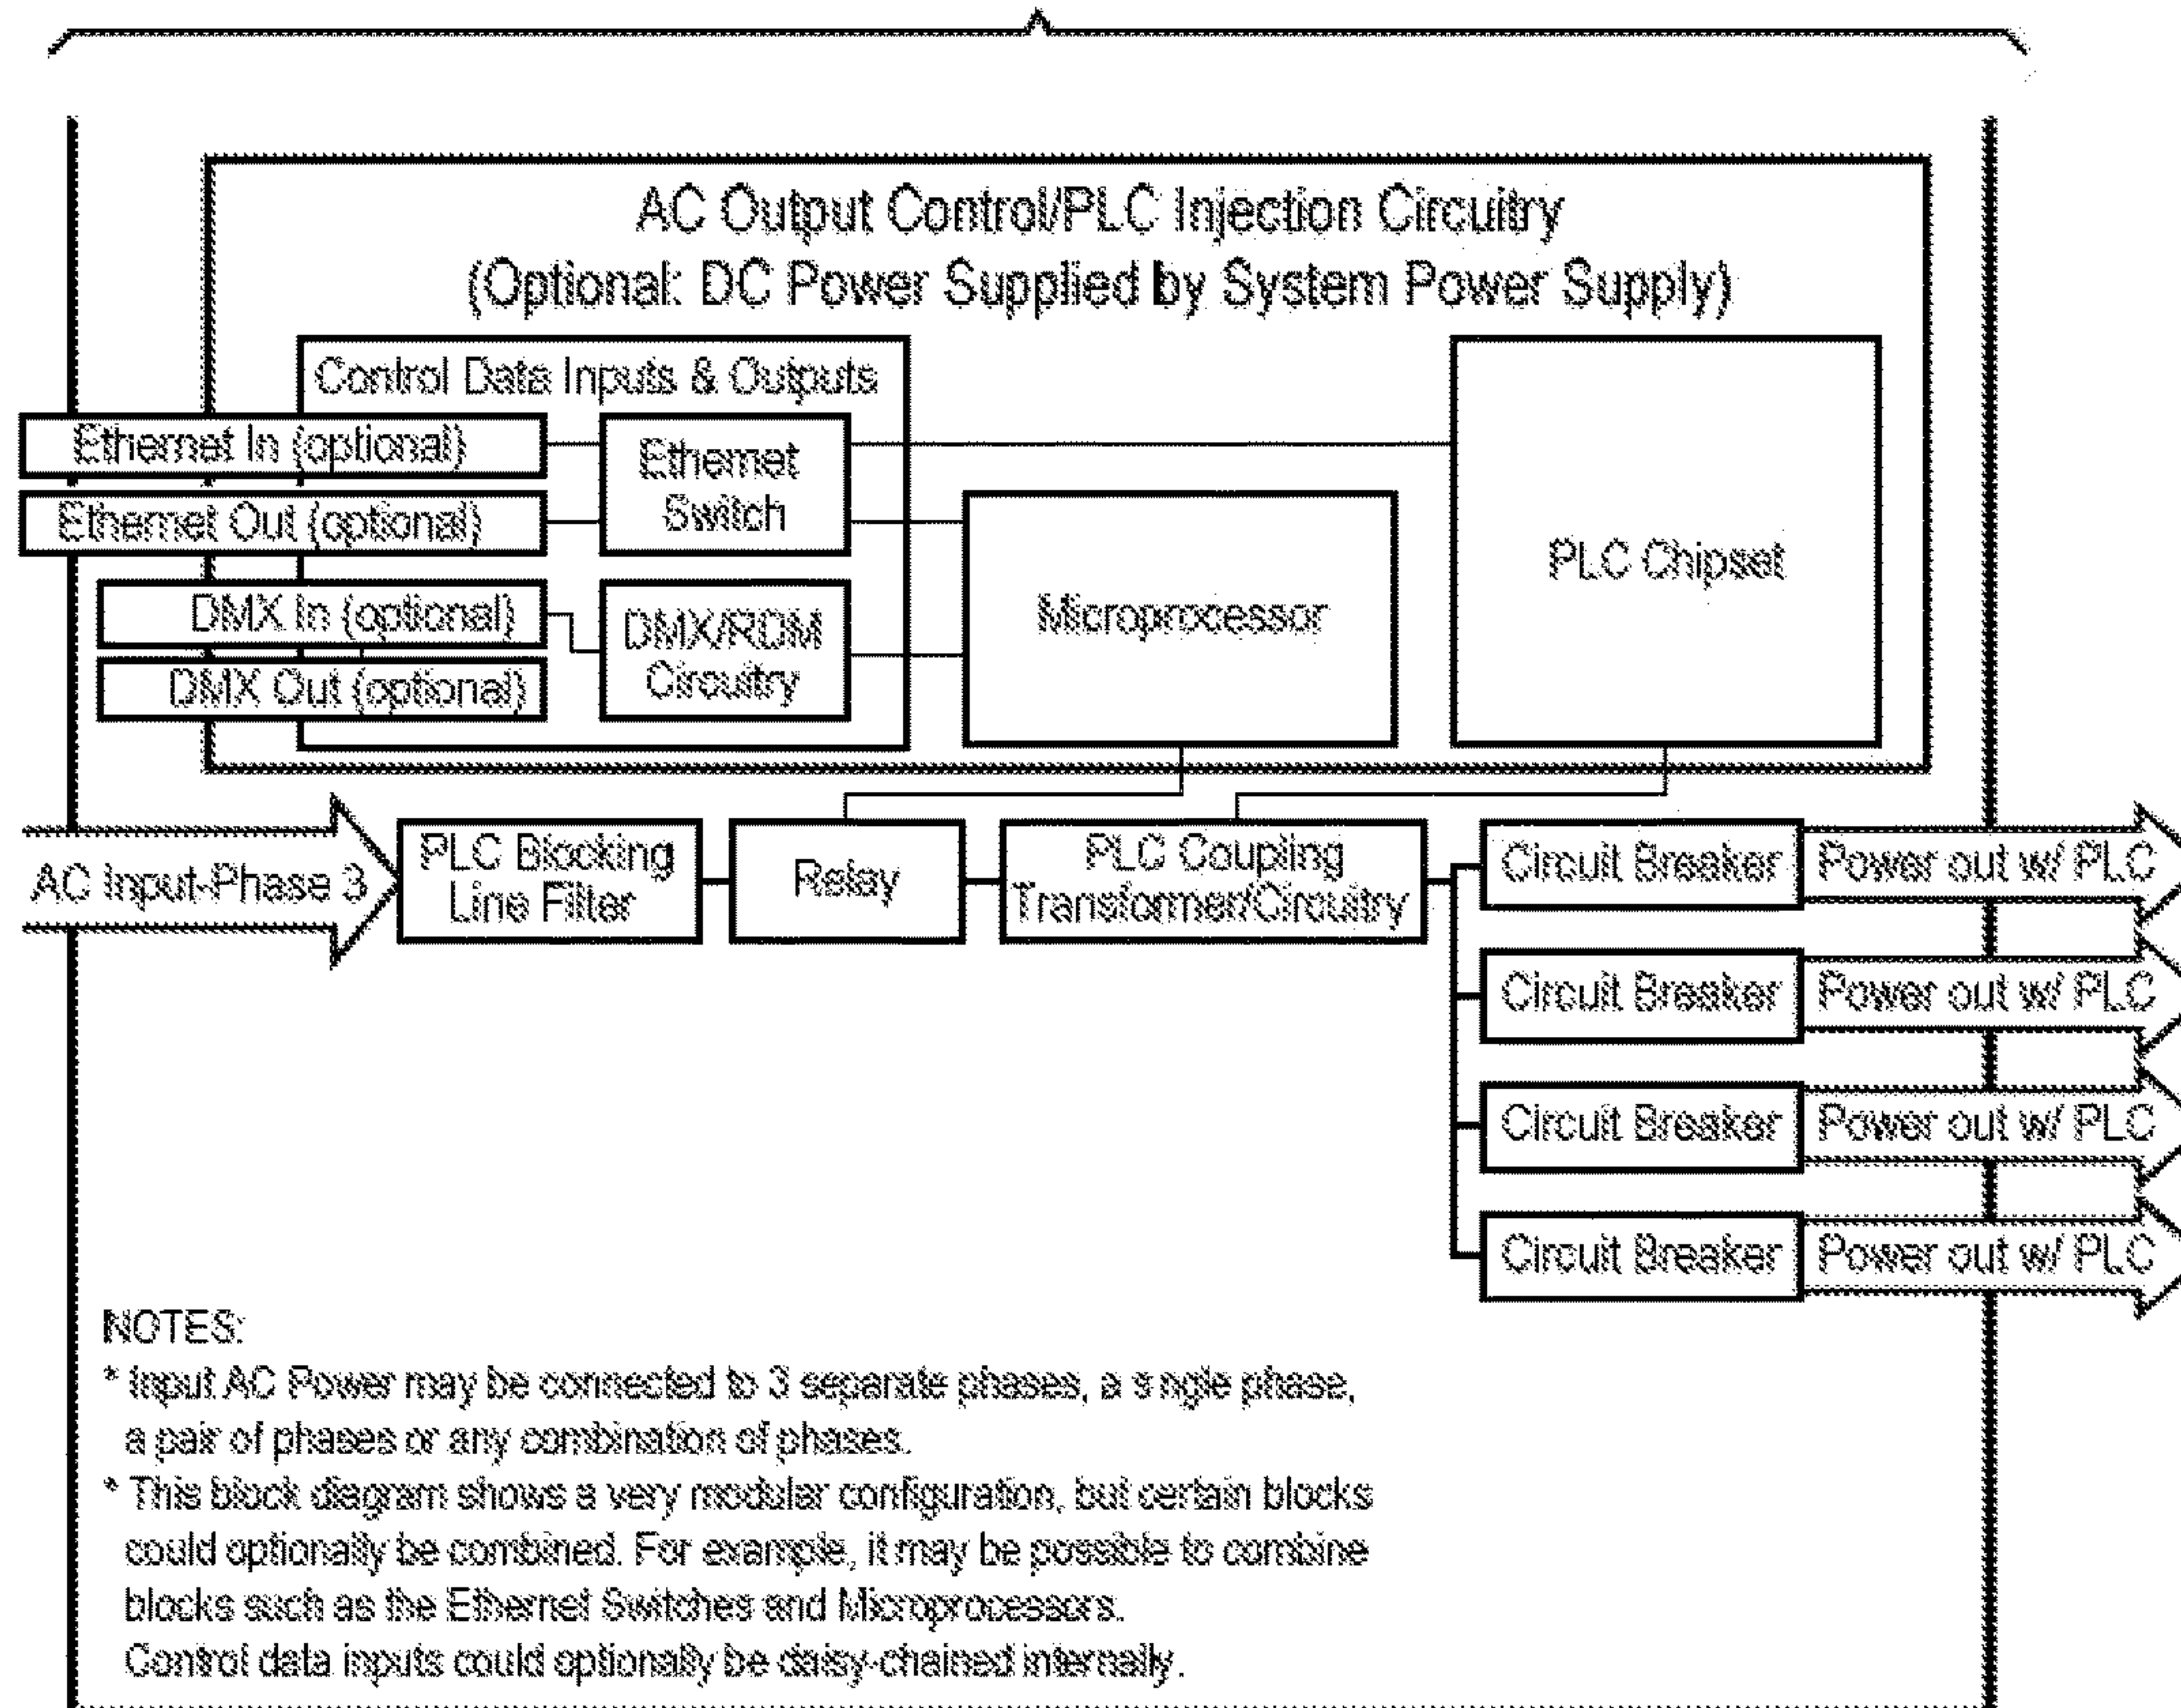 AC Output Control/PLC Injection Circuitry
(Optional: DC Power Supplied by System Power Supply)
Control Data Inputs & Outputs
Ethernet In (optional)
Ethernet Out (optional)
Ethernet
Switch
DMX In (optional)
DMX Out (optional)
DMX/RDM
Circuitry
Microprocessor
PLC Chipset
AC Input-Phase 3
PLC Blocking
Line Filter
Relay
PLC Coupling
Transformer/Circuitry
Circuit Breaker
Power out w/ PLC
Circuit Breaker
Power out w/ PLC
Circuit Breaker
Power out w/ PLC
Circuit Breaker
Power out w/ PLC
NOTES:
* Input AC Power may be connected to 3 separate phases, a single phase,
a pair of phases or any combination of phases.
* This block diagram shows a very modular configuration, but certain blocks
could optionally be combined. For example, it may be possible to combine
blocks such as the Ethernet Switches and Microprocessors.
Control data inputs could optionally be daisy-chained internally.